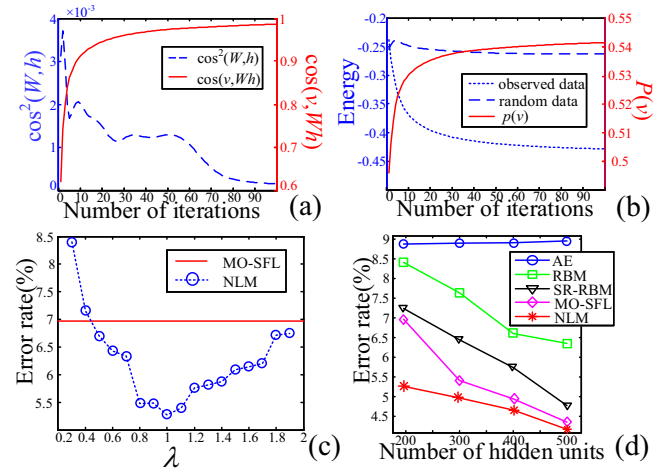 ×10⁻³
4
3
2
1
0
cos²(W,h)
1
0.9
0.8
0.7
0.6
cos(v,Wh)
cos²(W,h)
cos(v,Wh)
0 10 20 30 40 50 60 70 80 90
Number of iterations
(a)
-0.2
-0.25
-0.3
-0.35
-0.4
-0.45
Energy
0.55
0.54
0.53
0.52
0.51
0.5
P(v)
observed data
random data
p(v)
0 10 20 30 40 50 60 70 80 90
Number of iterations
(b)
8.5
8
7.5
7
6.5
6
5.5
Error rate(%)
MO-SFL
NLM
0.2 0.4 0.6 0.8 1 1.2 1.4 1.6 1.8 2
λ
(c)
9
8.5
8
7.5
7
6.5
6
5.5
5
4.5
Error rate(%)
AE
RBM
SR-RBM
MO-SFL
NLM
200 300 400 500
Number of hidden units
(d)